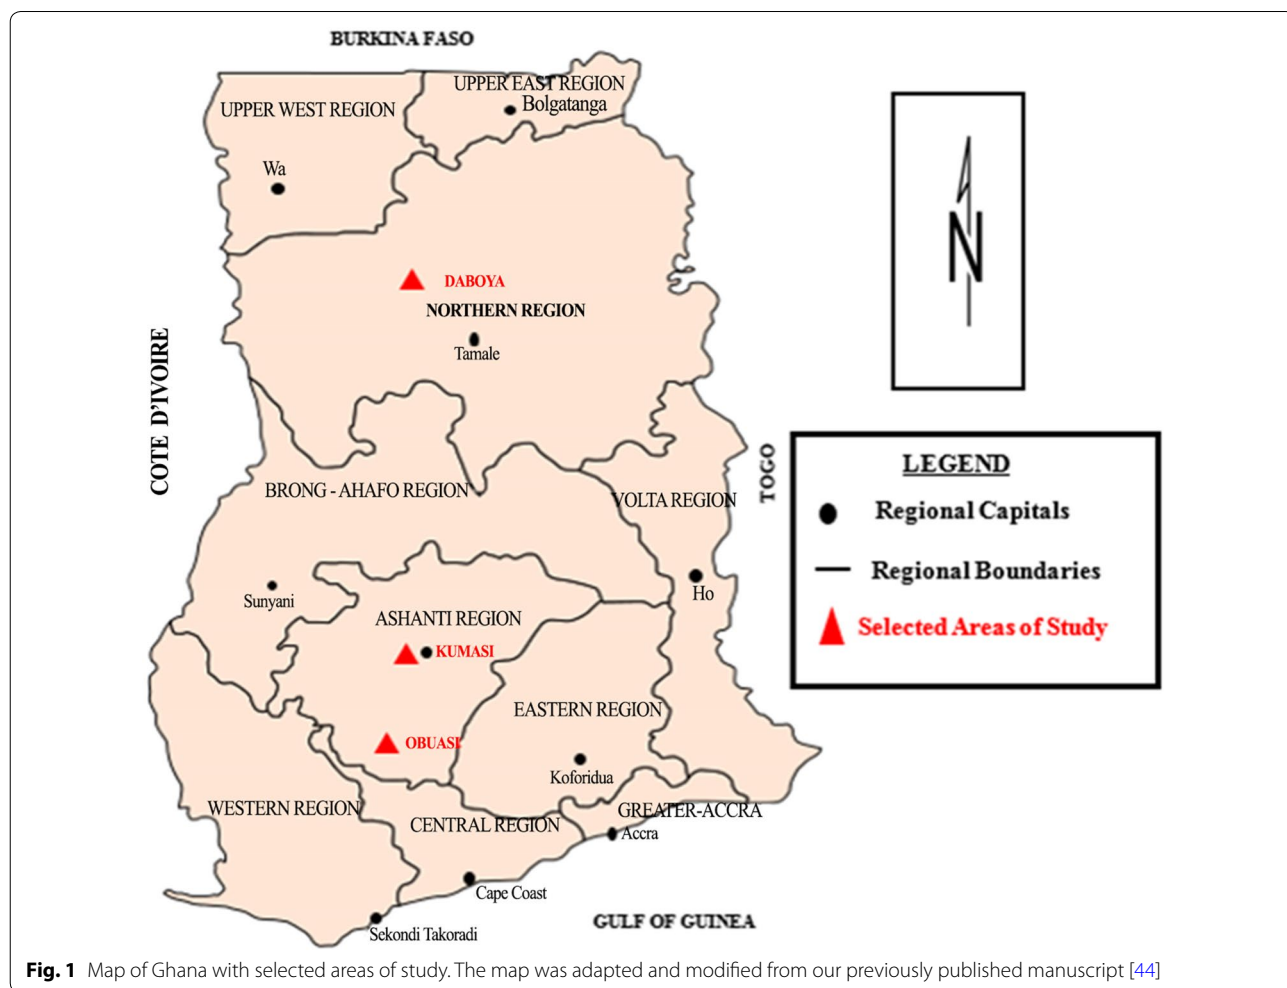 BURKINA FASO
UPPER EAST REGION
Bolgatanga
UPPER WEST REGION
Wa
N
DABOYA
NORTHERN REGION
Tamale
COTE D'IVOIRE
TOGO
LEGEND
Regional Capitals
Regional Boundaries
Selected Areas of Study
BRONG - AHAFO REGION
VOLTA REGION
Ho
Sunyani
ASHANTI REGION
KUMASI
EASTERN REGION
OBUASI
Koforidua
WESTERN REGION
CENTRAL REGION
GREATER-ACCRA
Accra
Cape Coast
GULF OF GUINEA
Sekondi Takoradi
Fig. 1 Map of Ghana with selected areas of study. The map was adapted and modified from our previously published manuscript [44]